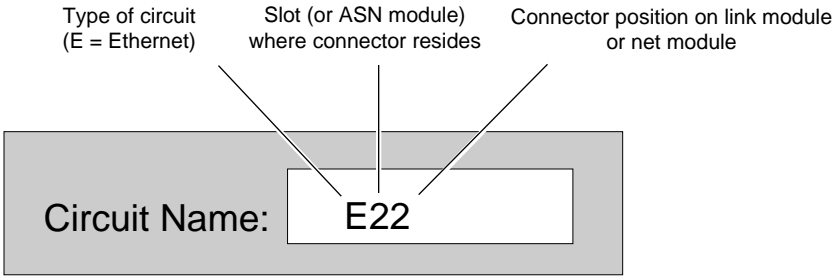 Type of circuit
(E = Ethernet)
Slot (or ASN module)
where connector resides
Connector position on link module
or net module
Circuit Name:
E22